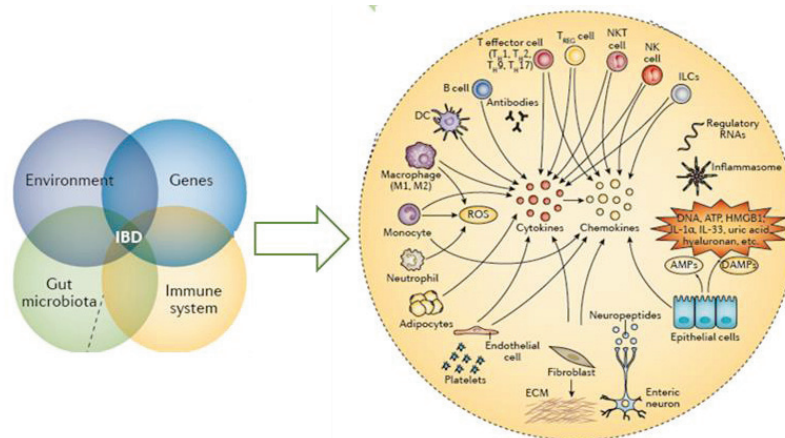 Environment
Genes
IBD
Gut
microbiota
Immune
system
T effector cell
(TH1, TH2,
TH9, TH17)
TREG cell
NKT
cell
NK
cell
ILCs
B cell
Antibodies
DC
Regulatory
RNAs
Macrophage
(M1, M2)
Inflammasome
Monocyte
ROS
Cytokines
Chemokines
DNA, ATP, HMGB1,
IL-1α, IL-33, uric acid,
hyaluronan, etc.
Neutrophil
AMPs
DAMPs
Adipocytes
Neuropeptides
Epithelial cells
Endothelial
cell
Platelets
Fibroblast
ECM
Enteric
neuron